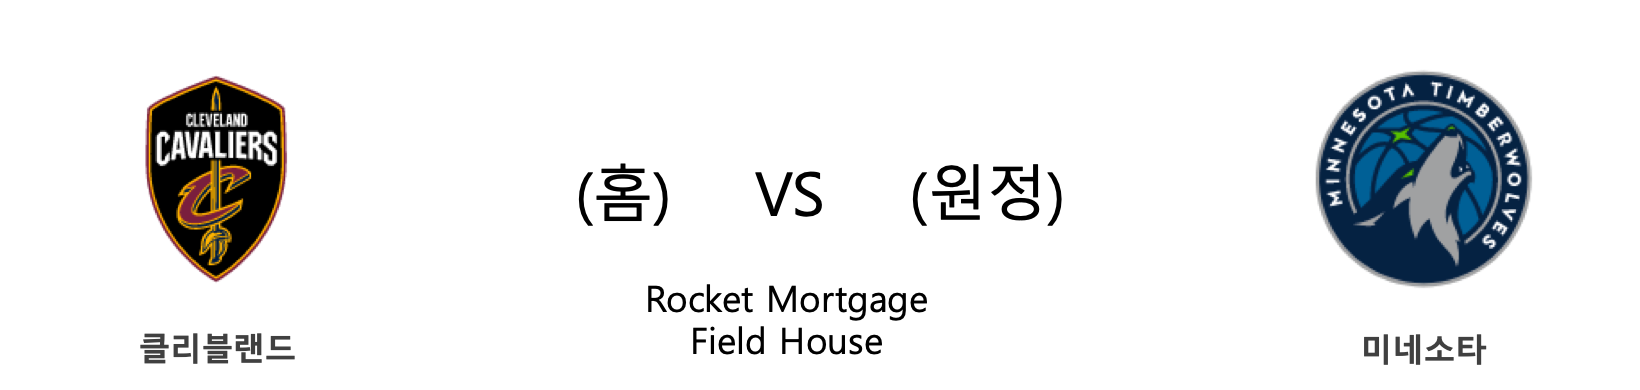 CLEVELAND
CAVALIERS
MINNESOTA TIMBERWOLVES
(홈) VS (원정)
Rocket Mortgage
Field House
클리블랜드
미네소타